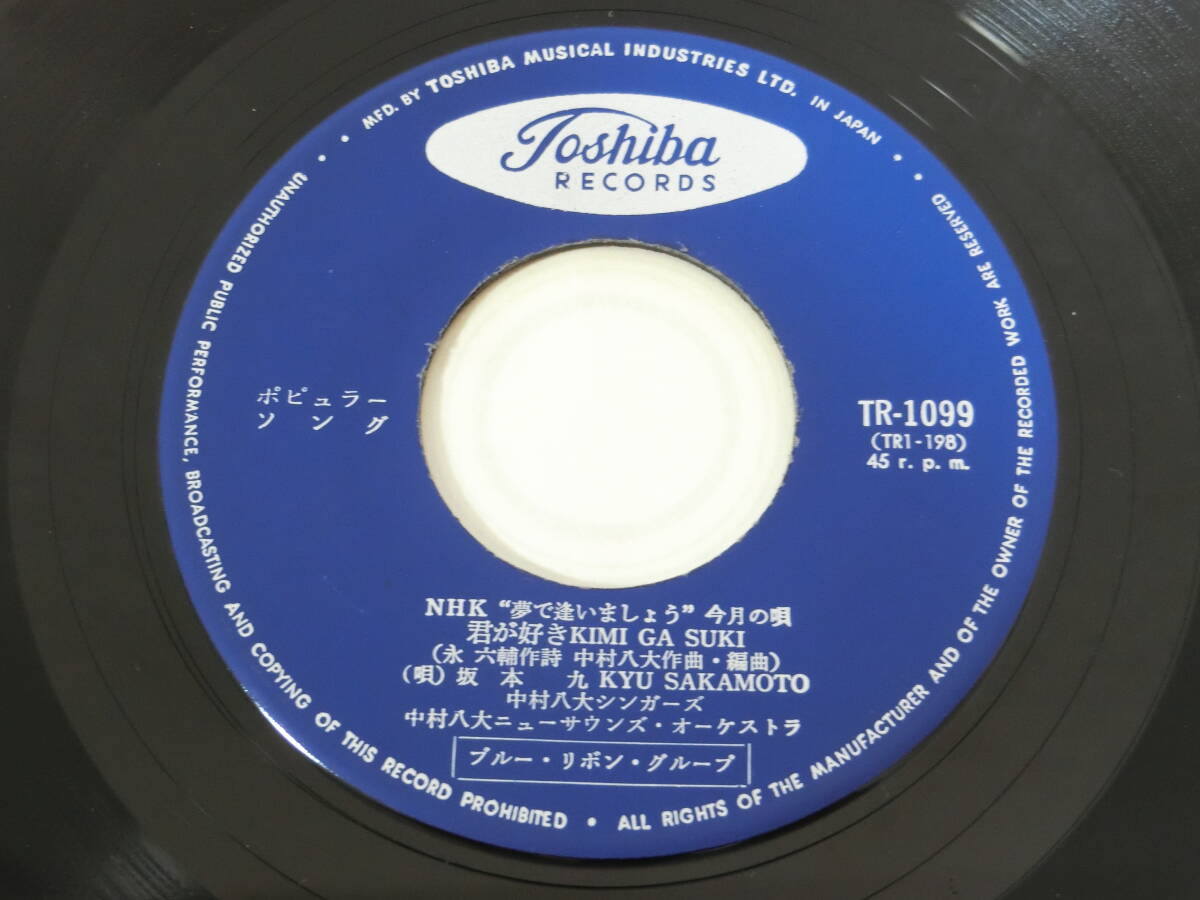 MFD. BY TOSHIBA MUSICAL INDUSTRIES LTD. IN JAPAN •
Toshiba
RECORDS
ポピュラー
ソング
TR-1099
(TR1-198)
45 r. p. m.
NHK “夢で逢いましょう” 今月の唄
君が好きKIMI GA SUKI
(永 六輔作詩 中村八大作曲・編曲)
(唄) 坂本 九 KYU SAKAMOTO
中村八大シンガーズ
中村八大ニューサウンズ・オーケストラ
ブルー・リボン・グループ
• UNAUTHORIZED PUBLIC PERFORMANCE, BROADCASTING AND COPYING OF THIS RECORD PROHIBITED • ALL RIGHTS OF THE MANUFACTURER AND OF THE OWNER OF THE RECORDED WORK ARE RESERVED •